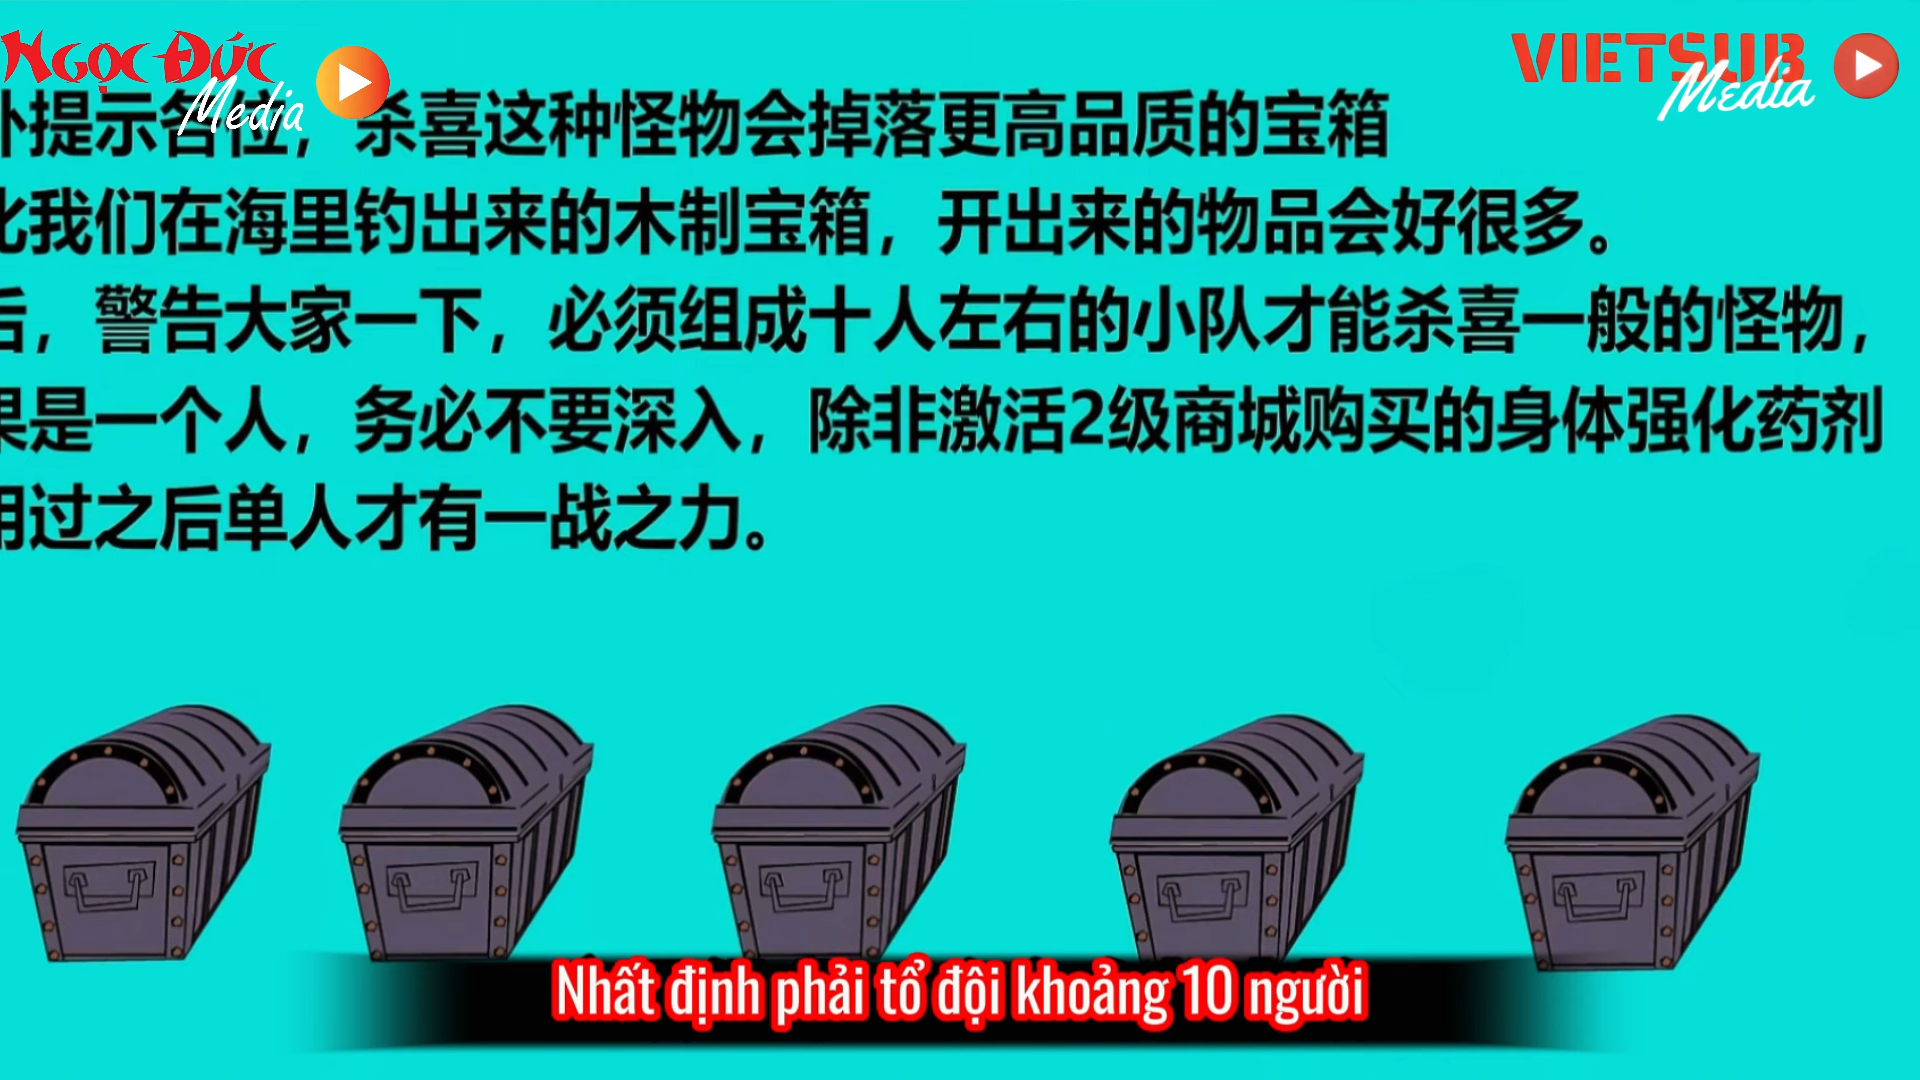 Ngọc Đức
Media
VIETSUB
Media
外提示各位，杀喜这种怪物会掉落更高品质的宝箱
比我们在海里钓出来的木制宝箱，开出来的物品会好很多。
后，警告大家一下，必须组成十人左右的小队才能杀喜一般的怪物，
果是一个人，务必不要深入，除非激活2级商城购买的身体强化药剂
用过之后单人才有一战之力。
Nhất định phải tổ đội khoảng 10 người